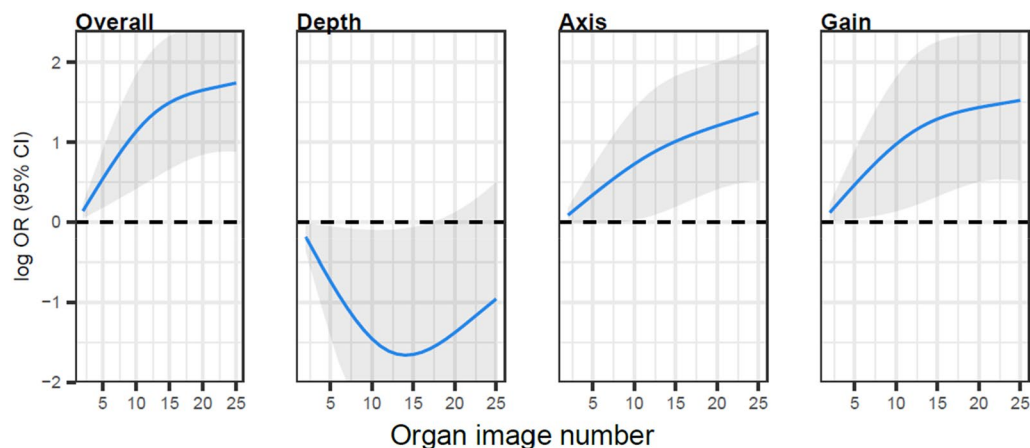 Overall Depth Axis Gain
log OR (95% CI)
2
1
0
−1
−2
5 10 15 20 25 5 10 15 20 25 5 10 15 20 25 5 10 15 20 25
Organ image number